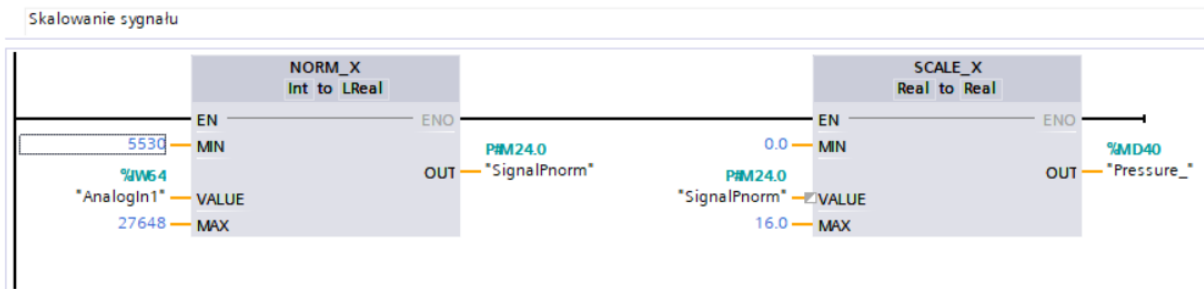 Skalowanie sygnału
NORM_X
Int to LReal
EN
ENO
5530
MIN
P#M24.0
%IW64
OUT
"SignalPnorm"
"AnalogIn1"
VALUE
27648
MAX
SCALE_X
Real to Real
EN
ENO
0.0
MIN
%MD40
P#M24.0
OUT
"Pressure_"
"SignalPnorm"
VALUE
16.0
MAX